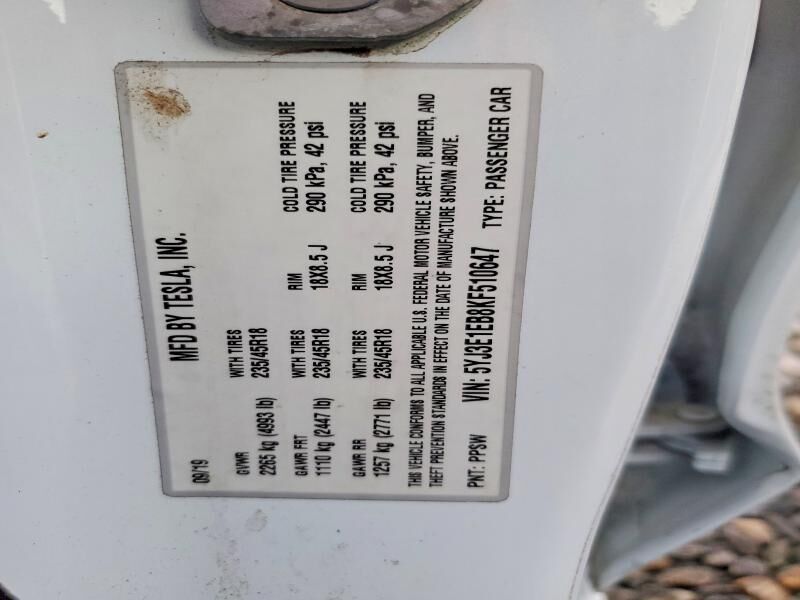 MFD BY TESLA, INC.
09/19
GVWR WITH TIRES COLD TIRE PRESSURE
2265 kg (4993 lb) 235/45R18 290 kPa, 42 psi
GAWR FRT WITH TIRES RIM
1110 kg (2447 lb) 235/45R18 18X8.5 J
GAWR RR WITH TIRES RIM COLD TIRE PRESSURE
1257 kg (2771 lb) 235/45R18 18X8.5 J 290 kPa, 42 psi
THIS VEHICLE CONFORMS TO ALL APPLICABLE U.S. FEDERAL MOTOR VEHICLE SAFETY, BUMPER, AND
THEFT PREVENTION STANDARDS IN EFFECT ON THE DATE OF MANUFACTURE SHOWN ABOVE.
PNT: PPSW VIN: 5YJ3E1EB8KF510647 TYPE: PASSENGER CAR